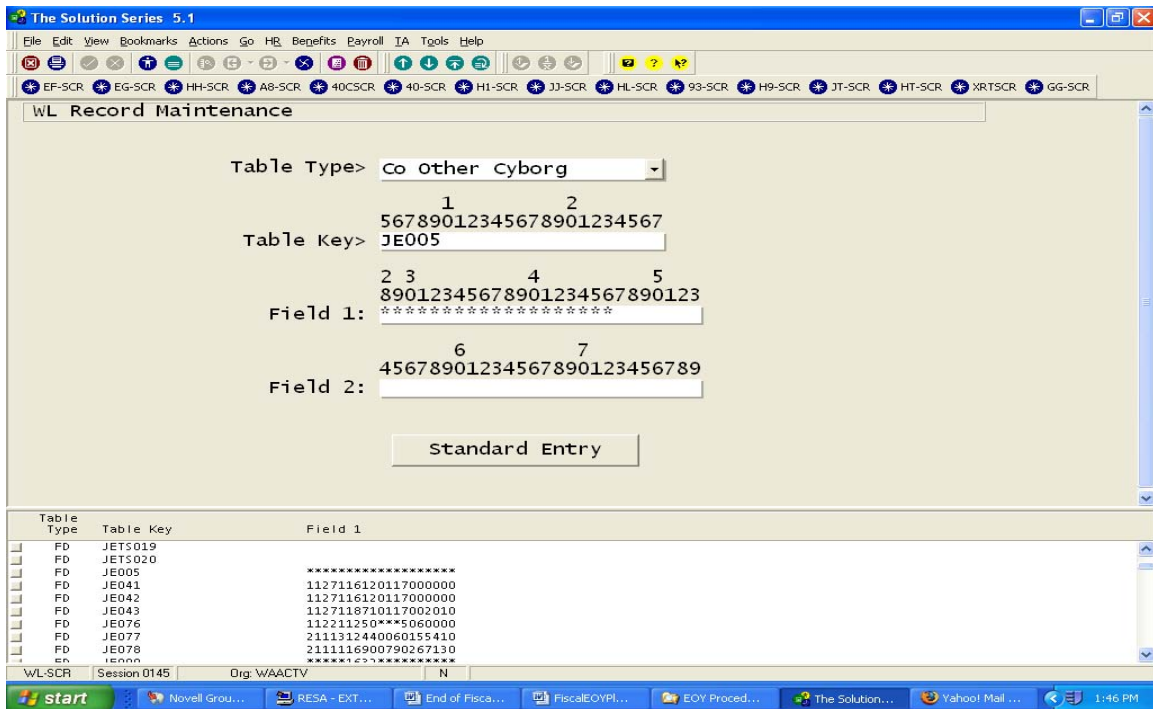 The Solution Series 5.1
File Edit View Bookmarks Actions Go HR Benefits Payroll IA Tools Help
EF-SCR EG-SCR HH-SCR A8-SCR 40CSCR 40-SCR H1-SCR JJ-SCR HL-SCR 93-SCR H9-SCR JT-SCR HT-SCR XRTSCR GG-SCR
WL Record Maintenance
Table Type> Co Other Cyborg
1 2
56789012345678901234567
Table Key> JE005
2 3 4 5
89012345678901234567890123
Field 1: *******************
6 7
45678901234567890123456789
Field 2:
Standard Entry
Table Type Table Key Field 1
FD JETS019
FD JETS020
FD JE005 *******************
FD JE041 1127116120117000000
FD JE042 1127116120117000000
FD JE043 1127118710117002010
FD JE076 112211250***5060000
FD JE077 2111312440060155410
FD JE078 2111116900790267130
WL-SCR Session 0145 Org: WAACTV N
start Novell Grou... RESA - EXT... End of Fisca... FiscalEOYPl... EOY Proced... The Solution... Yahoo! Mail ... 1:46 PM